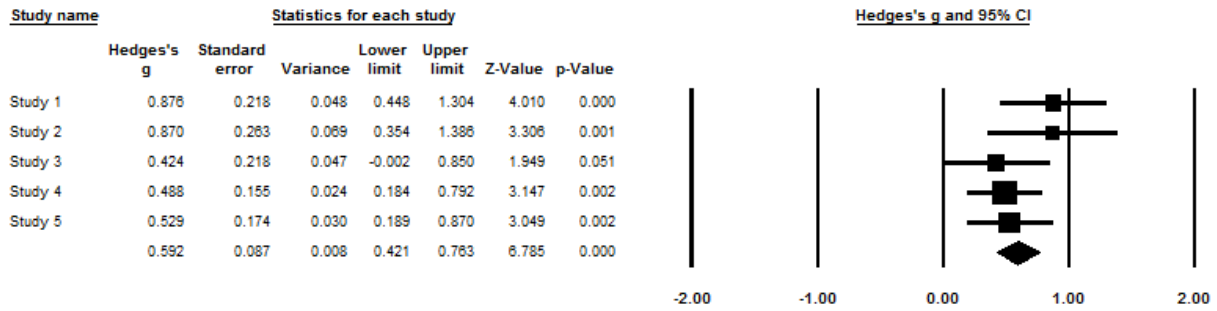 Study name Statistics for each study Hedges's g and 95% CI
Hedges's Standard Lower Upper
g error Variance limit limit Z-Value p-Value
Study 1 0.876 0.218 0.048 0.448 1.304 4.010 0.000
Study 2 0.870 0.263 0.069 0.354 1.386 3.306 0.001
Study 3 0.424 0.218 0.047 -0.002 0.850 1.949 0.051
Study 4 0.488 0.155 0.024 0.184 0.792 3.147 0.002
Study 5 0.529 0.174 0.030 0.189 0.870 3.049 0.002
0.592 0.087 0.008 0.421 0.763 6.785 0.000
-2.00 -1.00 0.00 1.00 2.00